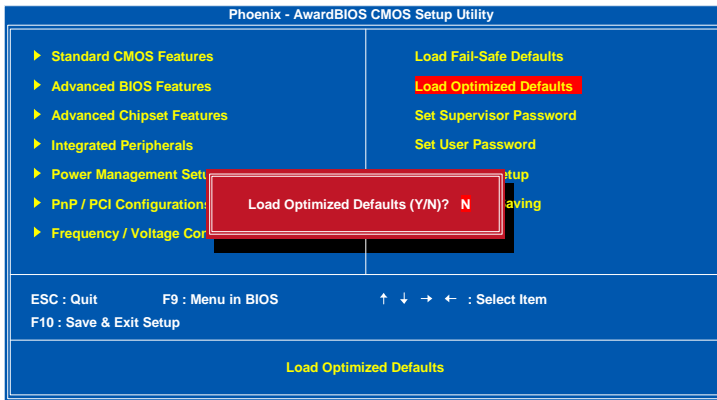 Phoenix - AwardBIOS CMOS Setup Utility
Standard CMOS Features
Advanced BIOS Features
Advanced Chipset Features
Integrated Peripherals
Power Management Setu
PnP / PCI Configurations
Frequency / Voltage Con
Load Fail-Safe Defaults
Load Optimized Defaults
Set Supervisor Password
Set User Password
etup
aving
Load Optimized Defaults (Y/N)? N
ESC : Quit F9 : Menu in BIOS ↑ ↓ → ← : Select Item
F10 : Save & Exit Setup
Load Optimized Defaults